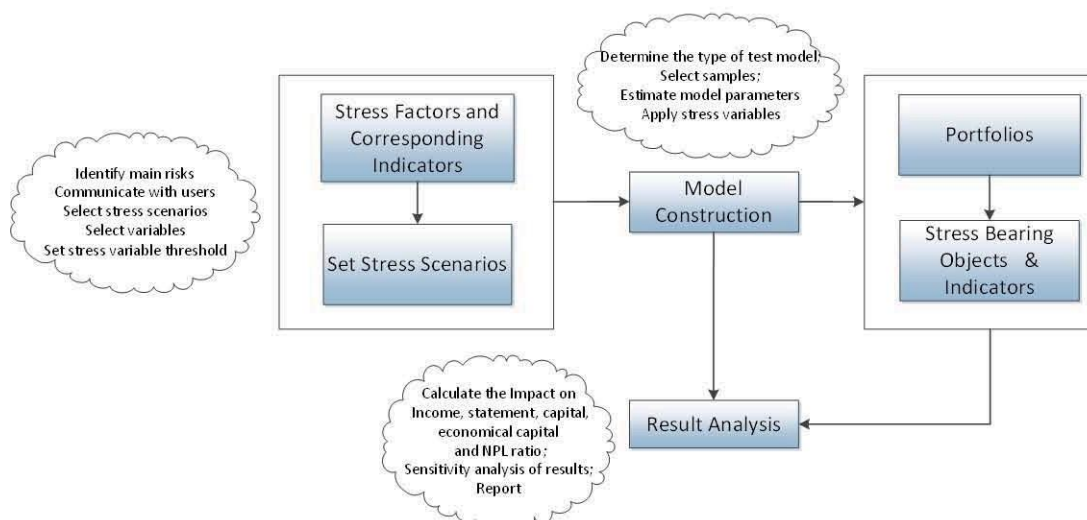 Identify main risks
Communicate with users
Select stress scenarios
Select variables
Set stress variable threshold
Stress Factors and
Corresponding
Indicators
Set Stress Scenarios
Determine the type of test model;
Select samples;
Estimate model parameters
Apply stress variables
Model
Construction
Portfolios
Stress Bearing
Objects &
Indicators
Calculate the Impact on
Income, statement, capital,
economical capital
and NPL ratio;
Sensitivity analysis of results;
Report
Result Analysis